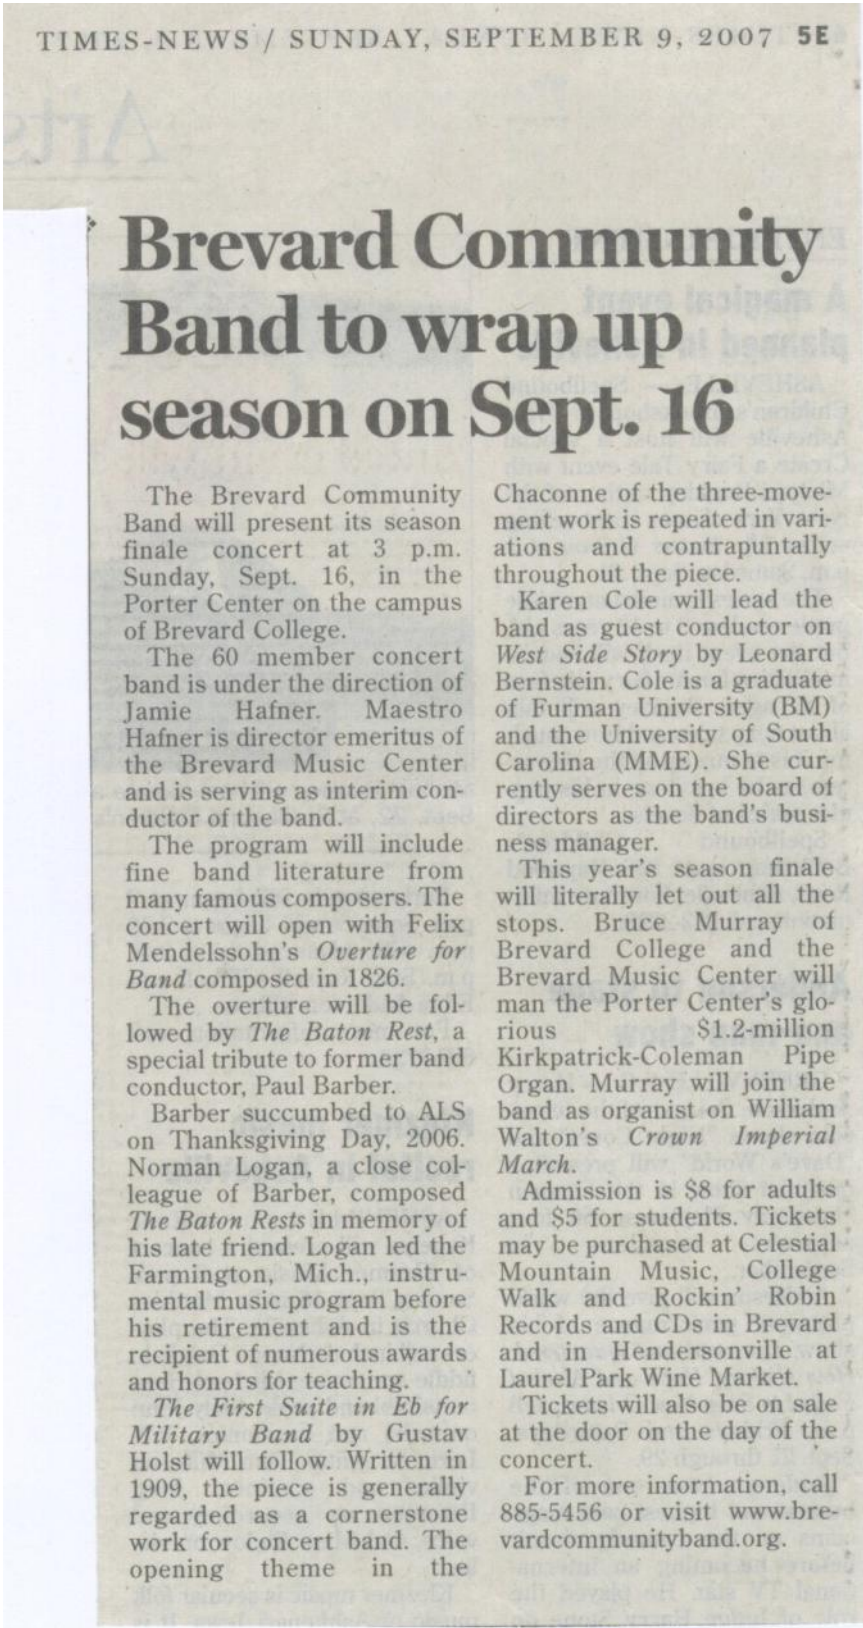 TIMES-NEWS / SUNDAY, SEPTEMBER 9, 2007 5E
Brevard Community
Band to wrap up
season on Sept. 16
The Brevard Community
Band will present its season
finale concert at 3 p.m.
Sunday, Sept. 16, in the
Porter Center on the campus
of Brevard College.
The 60 member concert
band is under the direction of
Jamie Hafner. Maestro
Hafner is director emeritus of
the Brevard Music Center
and is serving as interim con-
ductor of the band.
The program will include
fine band literature from
many famous composers. The
concert will open with Felix
Mendelssohn's Overture for
Band composed in 1826.
The overture will be fol-
lowed by The Baton Rest, a
special tribute to former band
conductor, Paul Barber.
Barber succumbed to ALS
on Thanksgiving Day, 2006.
Norman Logan, a close col-
league of Barber, composed
The Baton Rests in memory of
his late friend. Logan led the
Farmington, Mich., instru-
mental music program before
his retirement and is the
recipient of numerous awards
and honors for teaching.
The First Suite in Eb for
Military Band by Gustav
Holst will follow. Written in
1909, the piece is generally
regarded as a cornerstone
work for concert band. The
opening theme in the
Chaconne of the three-move-
ment work is repeated in vari-
ations and contrapuntally
throughout the piece.
Karen Cole will lead the
band as guest conductor on
West Side Story by Leonard
Bernstein. Cole is a graduate
of Furman University (BM)
and the University of South
Carolina (MME). She cur-
rently serves on the board of
directors as the band's busi-
ness manager.
This year's season finale
will literally let out all the
stops. Bruce Murray of
Brevard College and the
Brevard Music Center will
man the Porter Center's glo-
rious $1.2-million
Kirkpatrick-Coleman Pipe
Organ. Murray will join the
band as organist on William
Walton's Crown Imperial
March.
Admission is $8 for adults
and $5 for students. Tickets
may be purchased at Celestial
Mountain Music, College
Walk and Rockin' Robin
Records and CDs in Brevard
and in Hendersonville at
Laurel Park Wine Market.
Tickets will also be on sale
at the door on the day of the
concert.
For more information, call
885-5456 or visit www.bre-
vardcommunityband.org.